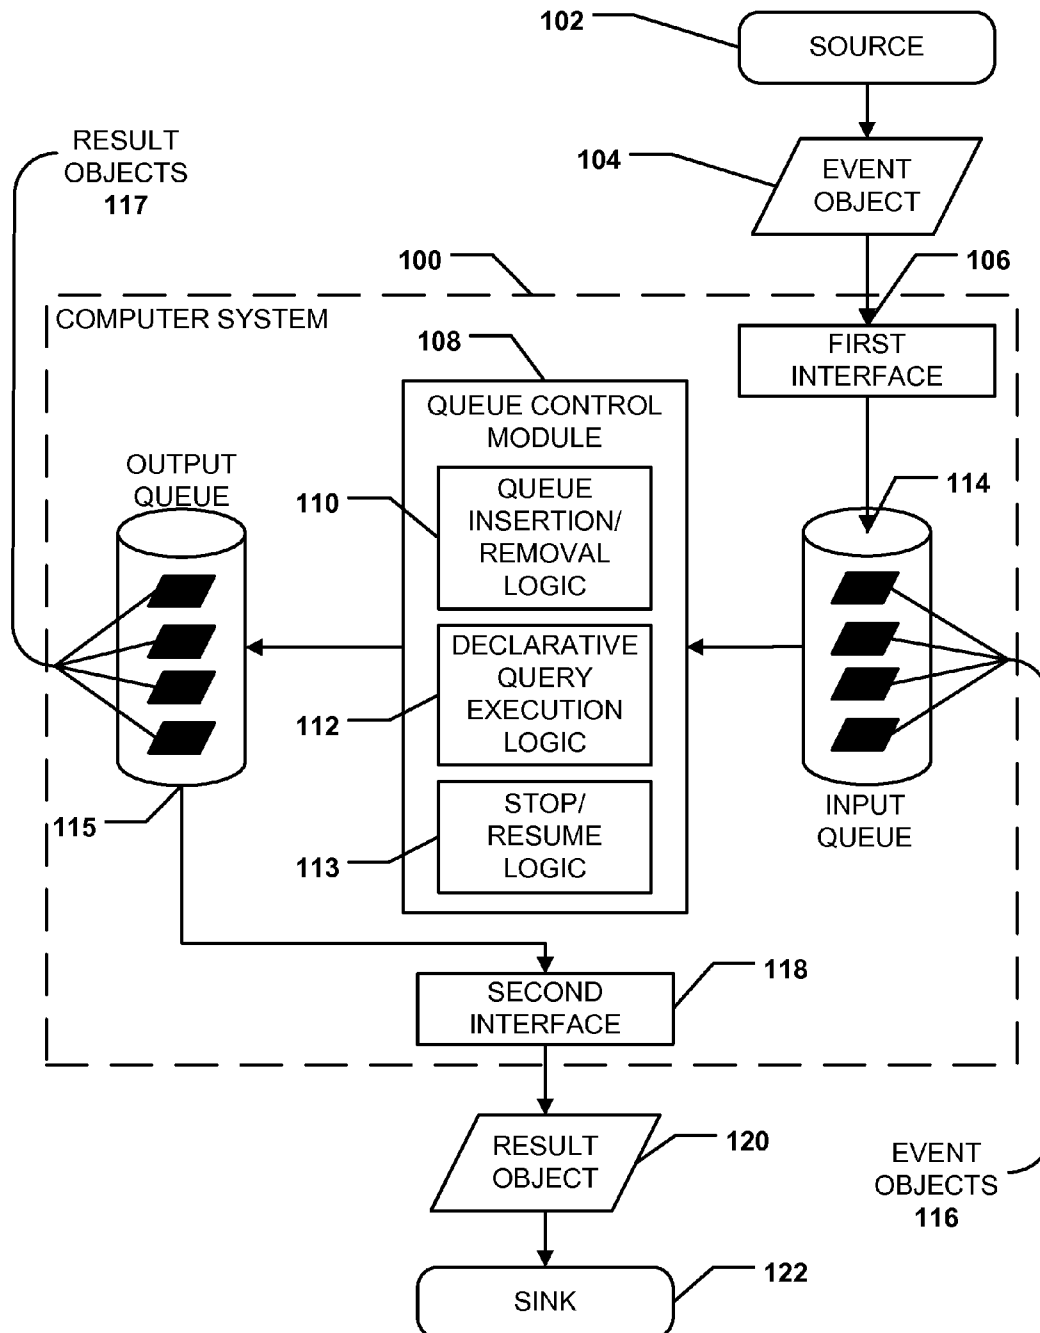 102
SOURCE
RESULT
OBJECTS
117
104
EVENT
OBJECT
100
106
COMPUTER SYSTEM
108
FIRST
INTERFACE
QUEUE CONTROL
MODULE
OUTPUT
QUEUE
110
QUEUE
INSERTION/
REMOVAL
LOGIC
114
112
DECLARATIVE
QUERY
EXECUTION
LOGIC
115
113
STOP/
RESUME
LOGIC
INPUT
QUEUE
118
SECOND
INTERFACE
120
RESULT
OBJECT
EVENT
OBJECTS
116
122
SINK